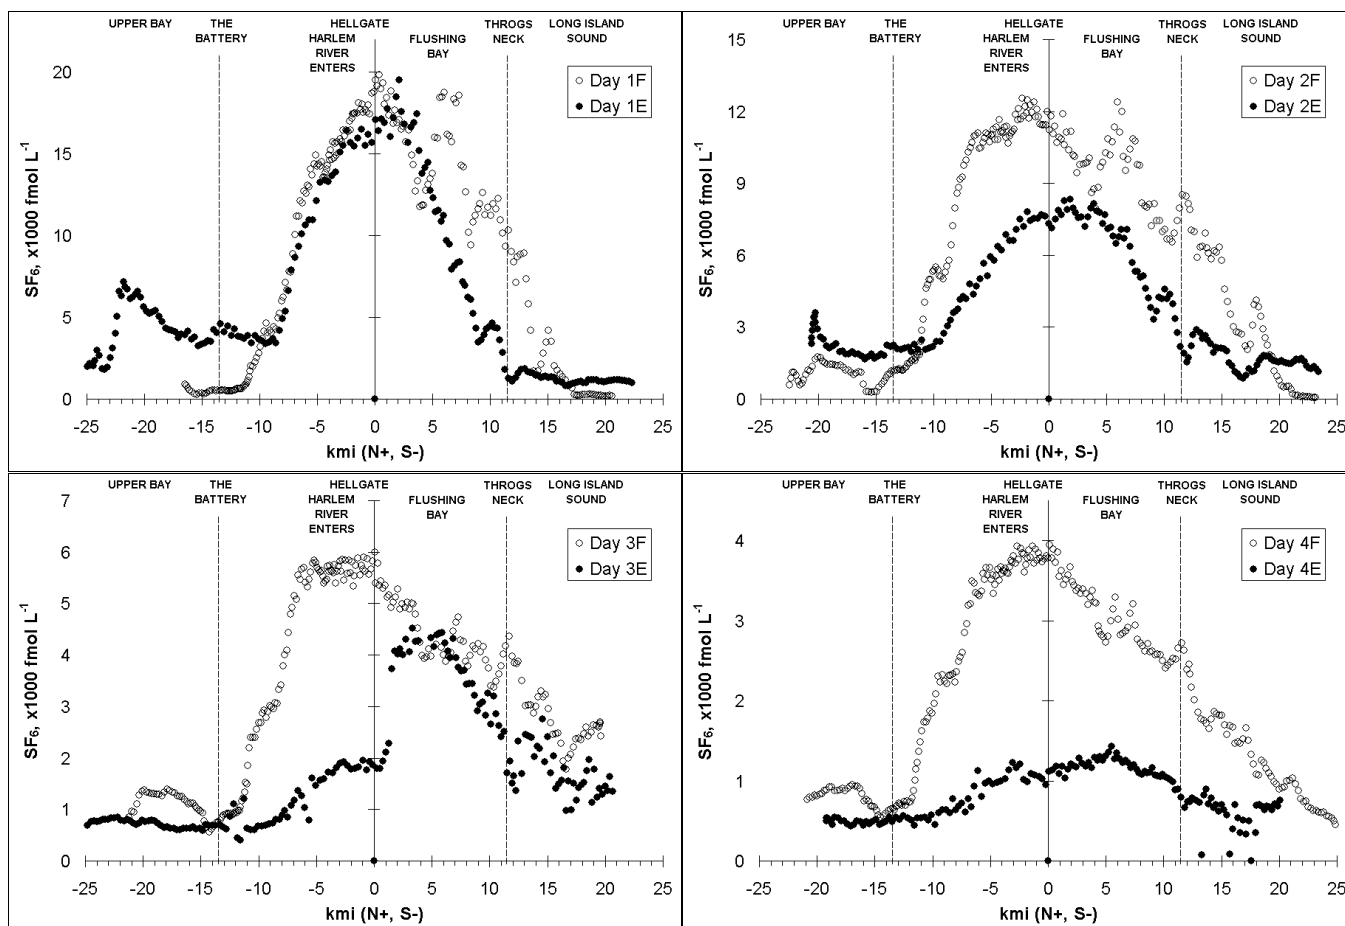 UPPER BAY THE HELLGATE THROGS LONG ISLAND
BATTERY HARLEM FLUSHING NECK SOUND
RIVER BAY
ENTERS
Day 1F
Day 1E
SF6, x1000 fmol L-1
20
15
10
5
0
-25 -20 -15 -10 -5 0 5 10 15 20 25
kmi (N+, S-)
UPPER BAY THE HELLGATE THROGS LONG ISLAND
BATTERY HARLEM FLUSHING NECK SOUND
RIVER BAY
ENTERS
Day 2F
Day 2E
SF6, x1000 fmol L-1
15
12
9
6
3
0
-25 -20 -15 -10 -5 0 5 10 15 20 25
kmi (N+, S-)
UPPER BAY THE HELLGATE THROGS LONG ISLAND
BATTERY HARLEM FLUSHING NECK SOUND
RIVER BAY
ENTERS
Day 3F
Day 3E
SF6, x1000 fmol L-1
7
6
5
4
3
2
1
0
-25 -20 -15 -10 -5 0 5 10 15 20 25
kmi (N+, S-)
UPPER BAY THE HELLGATE THROGS LONG ISLAND
BATTERY HARLEM FLUSHING NECK SOUND
RIVER BAY
ENTERS
Day 4F
Day 4E
SF6, x1000 fmol L-1
4
3
2
1
0
-25 -20 -15 -10 -5 0 5 10 15 20 25
kmi (N+, S-)